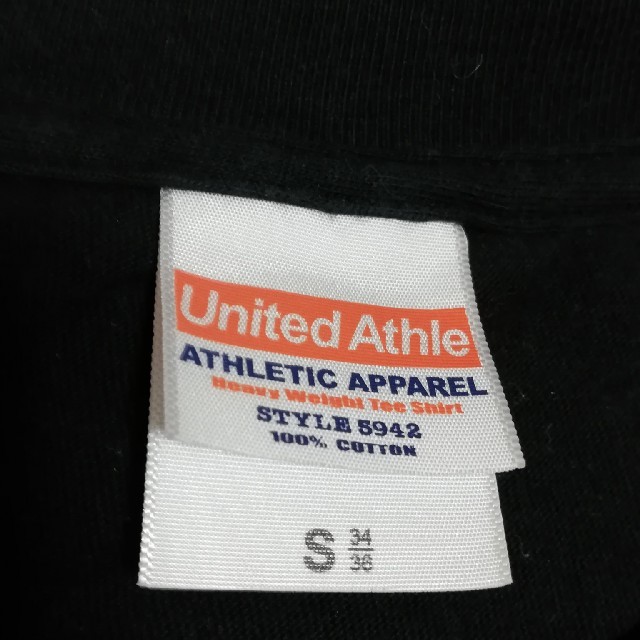 United Athle
ATHLETIC APPAREL
Heavy Weight Tee Shirt
STYLE 5942
100% COTTON
S 34/36